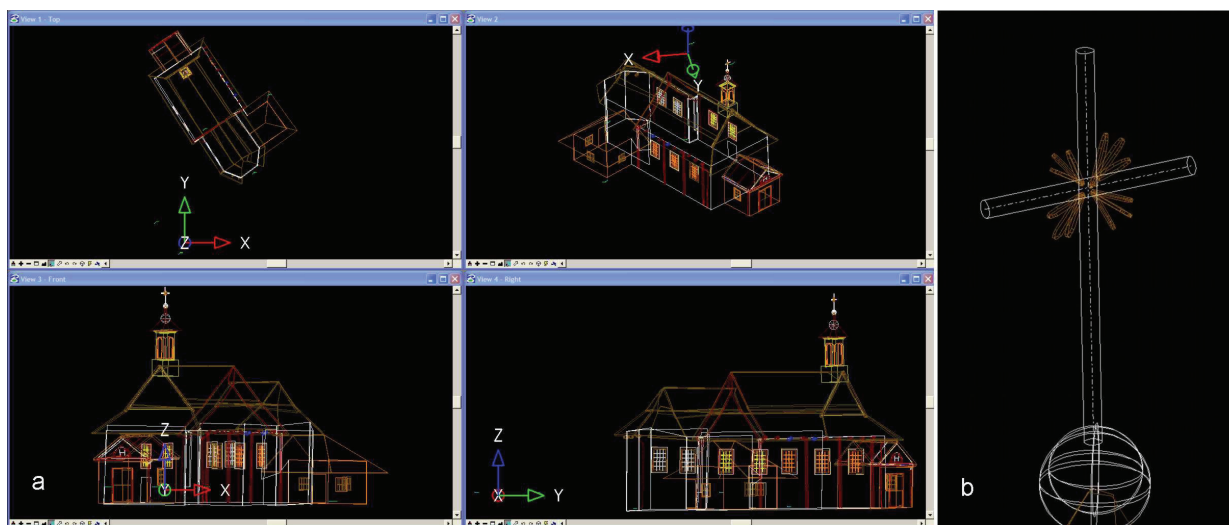 View 1 - Top
Y
Z
X
View 2
X
Y
View 3 - Front
Z
Y
X
H
a
View 4 - Right
Z
X
Y
H
b